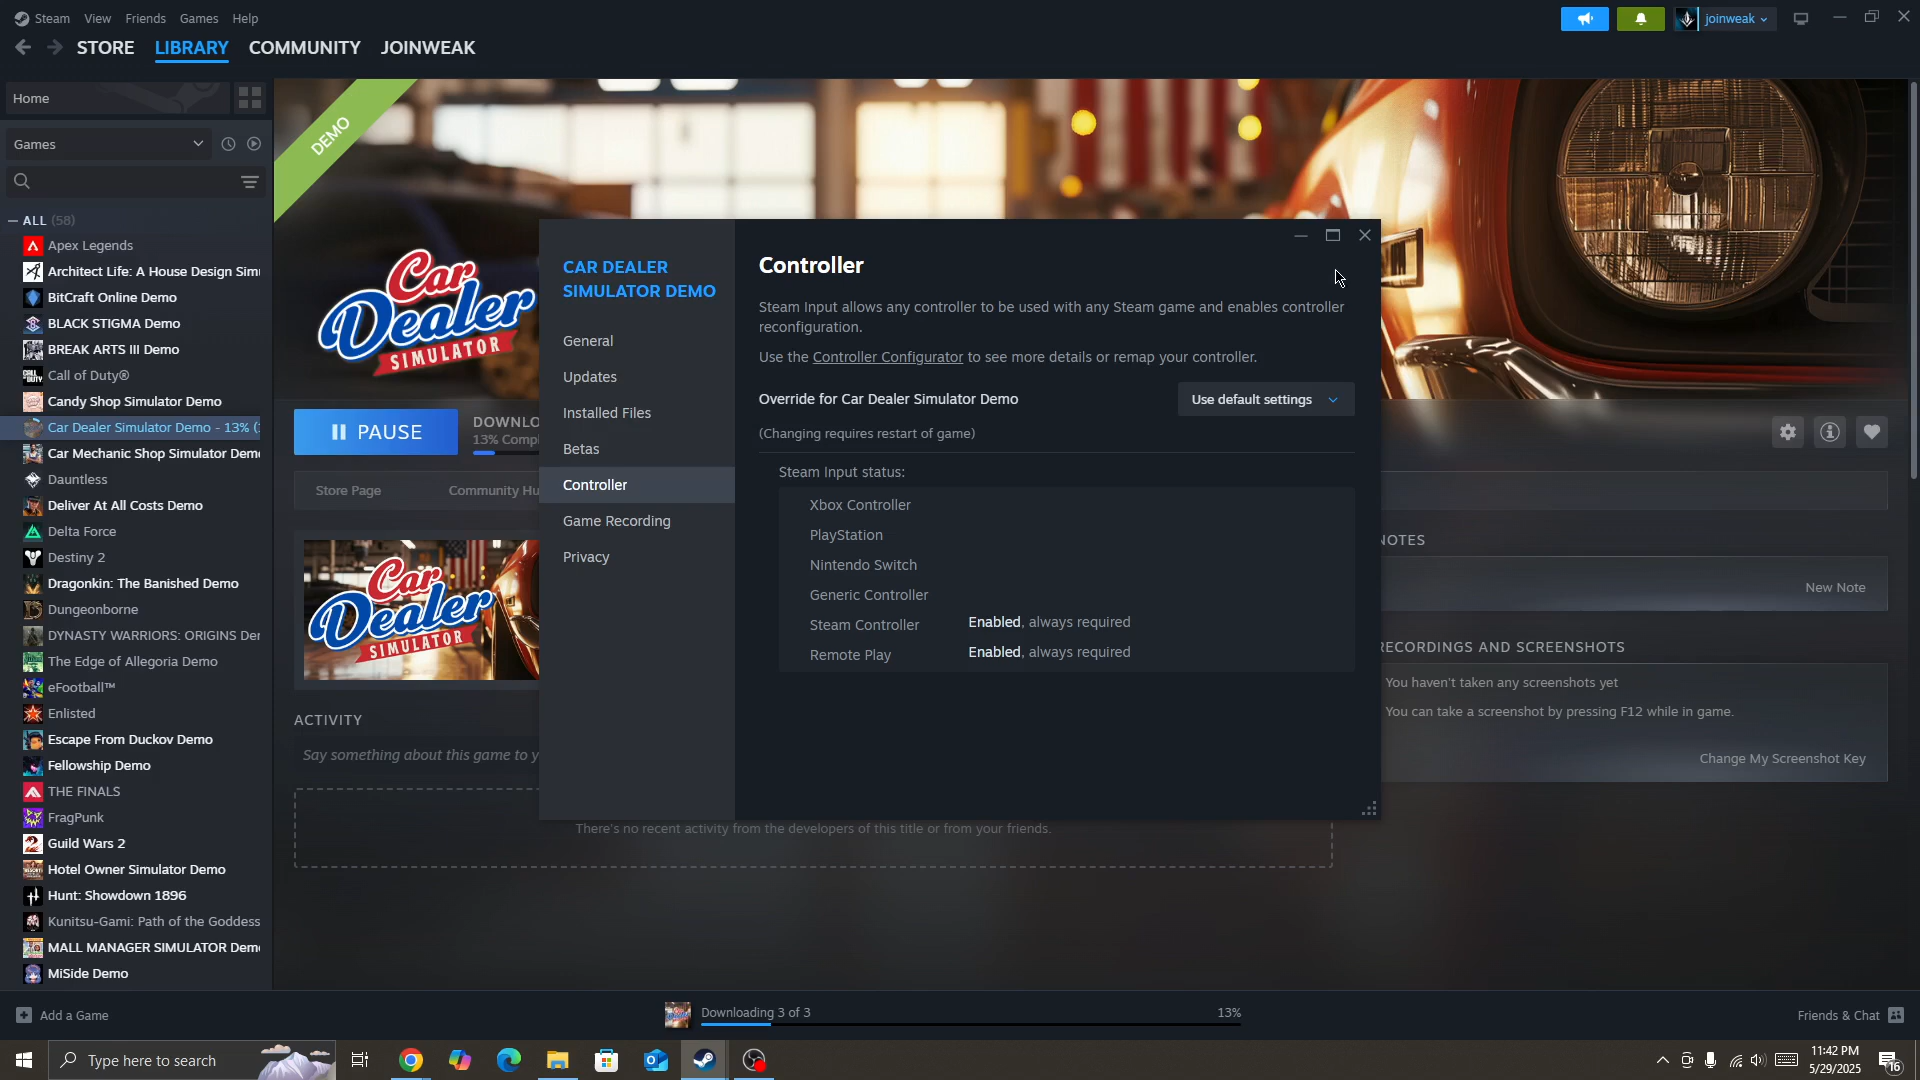 Steam View Friends Games Help
joinweak
STORE LIBRARY COMMUNITY JOINWEAK
Home
Games
ALL (58)
Apex Legends
Architect Life: A House Design Sim
BitCraft Online Demo
BLACK STIGMA Demo
BREAK ARTS III Demo
Call of Duty®
Candy Shop Simulator Demo
Car Dealer Simulator Demo - 13% (
Car Mechanic Shop Simulator Dem
Dauntless
Deliver At All Costs Demo
Delta Force
Destiny 2
Dragonkin: The Banished Demo
Dungeonborne
DYNASTY WARRIORS: ORIGINS De
The Edge of Allegoria Demo
eFootball™
Enlisted
Escape From Duckov Demo
Fellowship Demo
THE FINALS
FragPunk
Guild Wars 2
Hotel Owner Simulator Demo
Hunt: Showdown 1896
Kunitsu-Gami: Path of the Goddess
MALL MANAGER SIMULATOR Dem
MiSide Demo
DEMO
Car
Dealer
SIMULATOR
PAUSE
DOWNLO
13% Compl
Store Page Community Hu
Car
Dealer
SIMULATOR
ACTIVITY
Say something about this game to y
There's no recent activity from the developers of this title or from your friends.
CAR DEALER
SIMULATOR DEMO
General
Updates
Installed Files
Betas
Controller
Game Recording
Privacy
Controller
Steam Input allows any controller to be used with any Steam game and enables controller
reconfiguration.
Use the Controller Configurator to see more details or remap your controller.
Override for Car Dealer Simulator Demo Use default settings
(Changing requires restart of game)
Steam Input status:
Xbox Controller
PlayStation
Nintendo Switch
Generic Controller
Steam Controller Enabled, always required
Remote Play Enabled, always required
NOTES
New Note
RECORDINGS AND SCREENSHOTS
You haven't taken any screenshots yet
You can take a screenshot by pressing F12 while in game.
Change My Screenshot Key
Add a Game
Downloading 3 of 3 13%
Friends & Chat
Type here to search
11:42 PM
5/29/2025
16